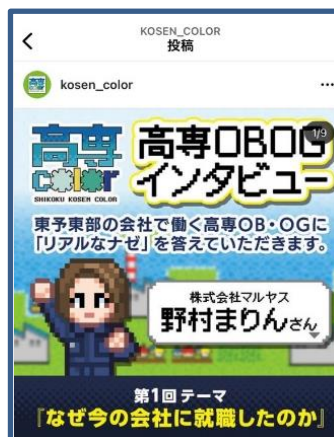 KOSEN_COLOR
投稿
kosen_color
1/9
高専
color
SHIKOKU KOSEN COLOR
高専OBOG
インタビュー
東予東部の会社で働く高専OB・OGに
「リアルなナゼ」を答えていただきます。
株式会社マルヤス
野村まりんさん
第1回 テーマ
『なぜ今の会社に就職したのか』